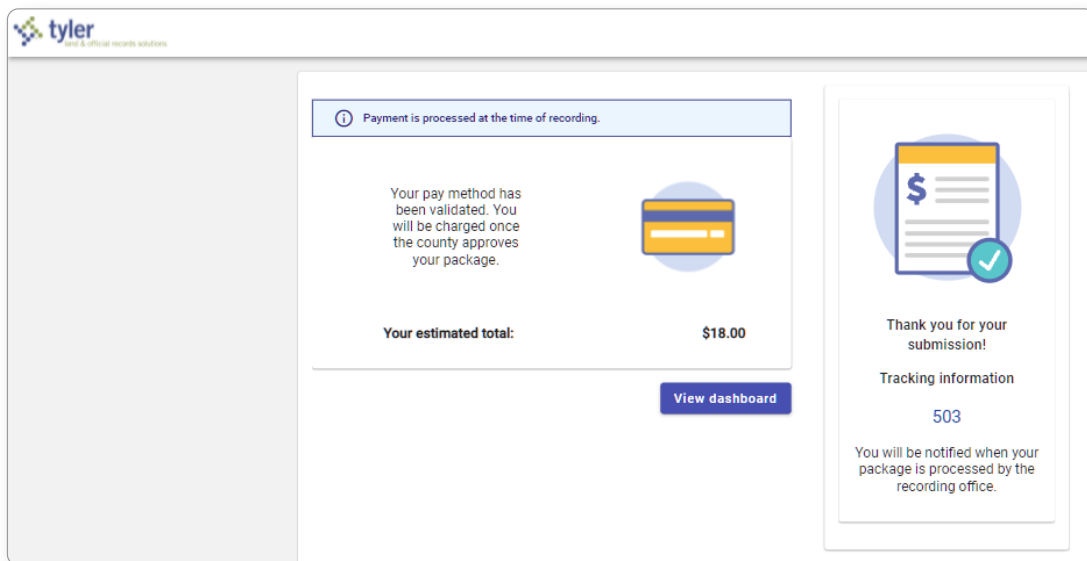 tyler
land & official records solutions
Payment is processed at the time of recording.
Your pay method has
been validated. You
will be charged once
the county approves
your package.
Your estimated total: $18.00
View dashboard
$
Thank you for your
submission!
Tracking information
503
You will be notified when your
package is processed by the
recording office.